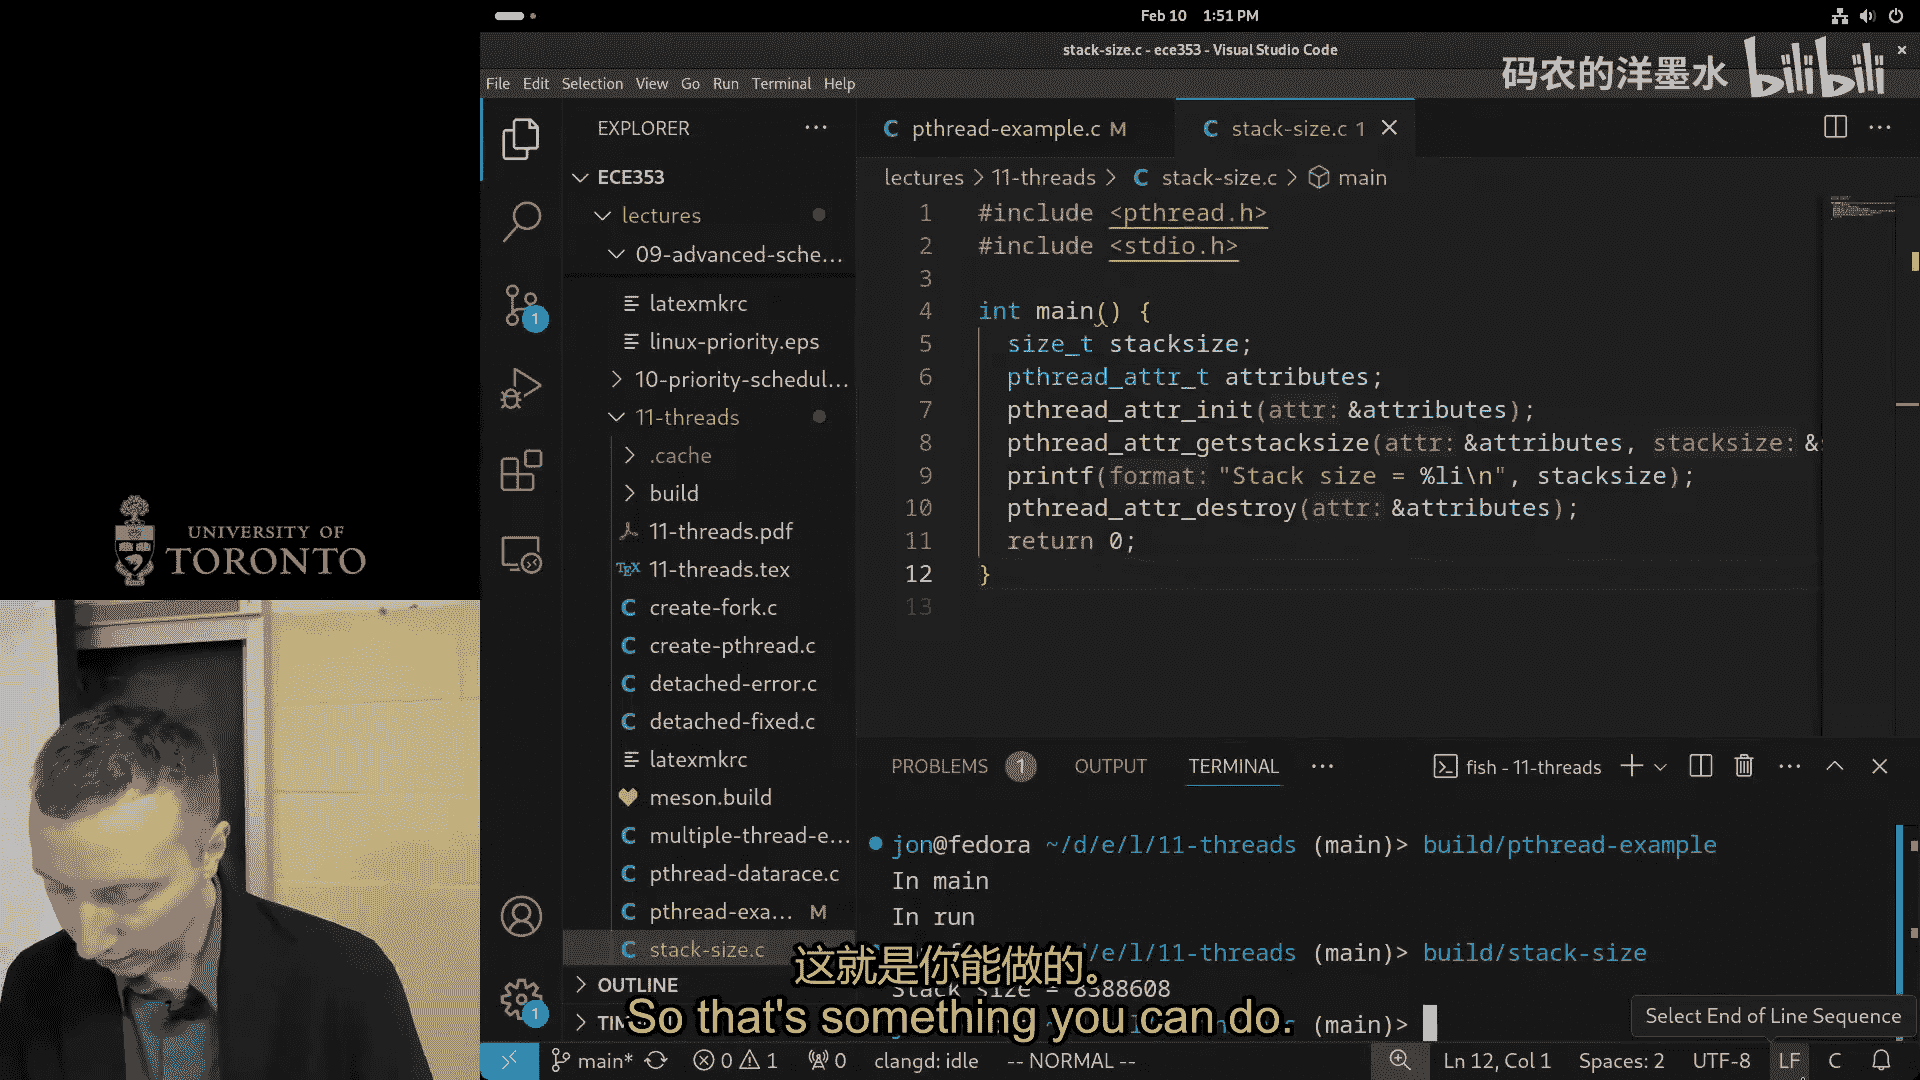 Feb 10 1:51 PM
stack-size.c - ece353 - Visual Studio Code
码农的洋墨水 bilibili
File Edit Selection View Go Run Terminal Help
EXPLORER
ECE353
lectures
09-advanced-sche...
latexmkrc
linux-priority.eps
10-priority-schedul...
11-threads
.cache
build
11-threads.pdf
TEX 11-threads.tex
C create-fork.c
C create-pthread.c
C detached-error.c
C detached-fixed.c
latexmkrc
meson.build
C multiple-thread-e...
C pthread-datarace.c
C pthread-exa... M
C stack-size.c
OUTLINE
1
1
C pthread-example.c M
C stack-size.c 1
lectures > 11-threads > C stack-size.c > main
1 #include <pthread.h>
2 #include <stdio.h>
3
4 int main() {
5 size_t stacksize;
6 pthread_attr_t attributes;
7 pthread_attr_init(attr: &attributes);
8 pthread_attr_getstacksize(attr: &attributes, stacksize: &
9 printf(format: "Stack size = %li\n", stacksize);
10 pthread_attr_destroy(attr: &attributes);
11 return 0;
12 }
13
PROBLEMS 1 OUTPUT TERMINAL
fish - 11-threads
jon@fedora ~/d/e/l/11-threads (main)> build/pthread-example
In main
In run
d/e/l/11-threads (main)> build/stack-size
Stack size = 8388608
/11-threads (main)>
这就是你能做的。
So that's something you can do.
Select End of Line Sequence
main* 0 1 0 clangd: idle -- NORMAL -- Ln 12, Col 1 Spaces: 2 UTF-8 LF C
UNIVERSITY OF
TORONTO